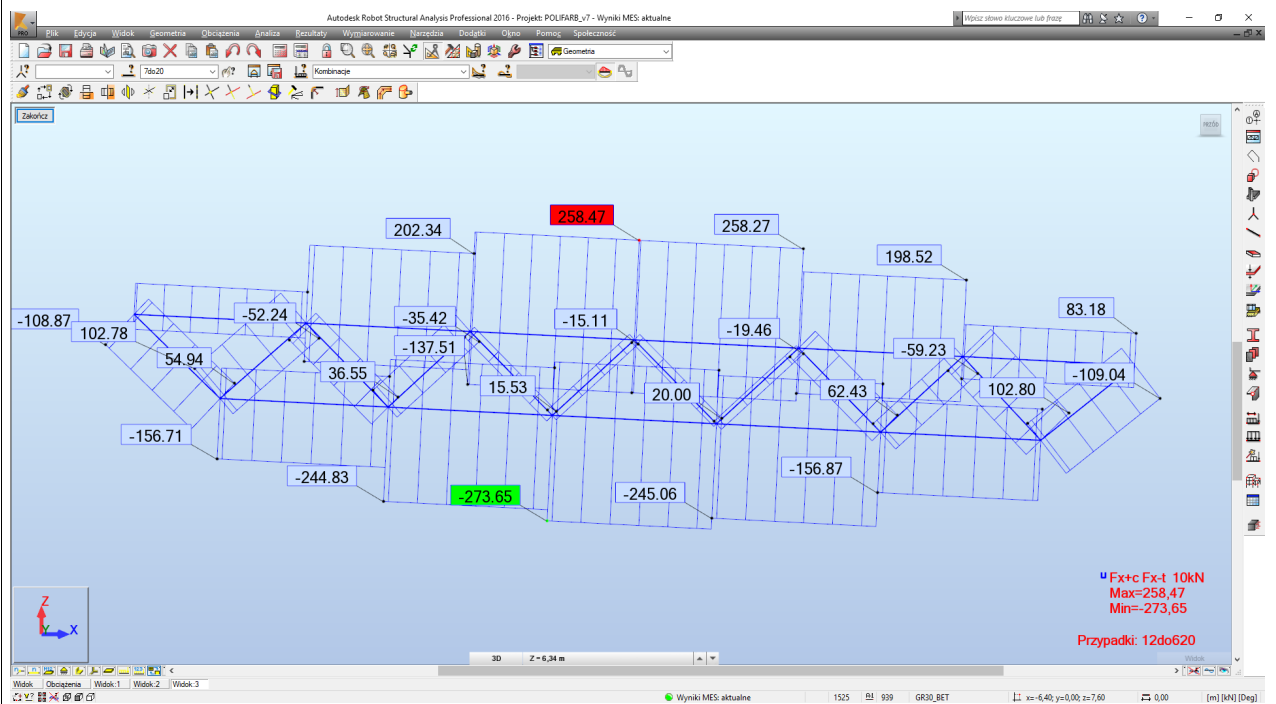 Autodesk Robot Structural Analysis Professional 2016 - Projekt: POLIFARB_v7 - Wyniki MES: aktualne
Wpisz słowo kluczowe lub frazę
PRO
Plik Edycja Widok Geometria Obciążenia Analiza Rezultaty Wymiarowanie Narzędzia Dodatki Okno Pomoc Społeczność
Geometria
7do20
Kombinacje
Zakończ
PRZÓD
258.47
202.34
258.27
198.52
83.18
-108.87
102.78
-52.24
-35.42
-15.11
-19.46
-59.23
-109.04
54.94
36.55
-137.51
15.53
20.00
62.43
102.80
-156.71
-244.83
-273.65
-245.06
-156.87
Fx+c Fx-t 10kN
Max=258,47
Min=-273,65
Przypadki: 12do620
Z
Y
X
3D Z = 6,34 m
Widok
Widok Obciążenia Widok:1 Widok:2 Widok:3
Wyniki MES: aktualne 1525 939 GR30_BET x=-6,40; y=0,00; z=7,60 0,00 [m] [kN] [Deg]